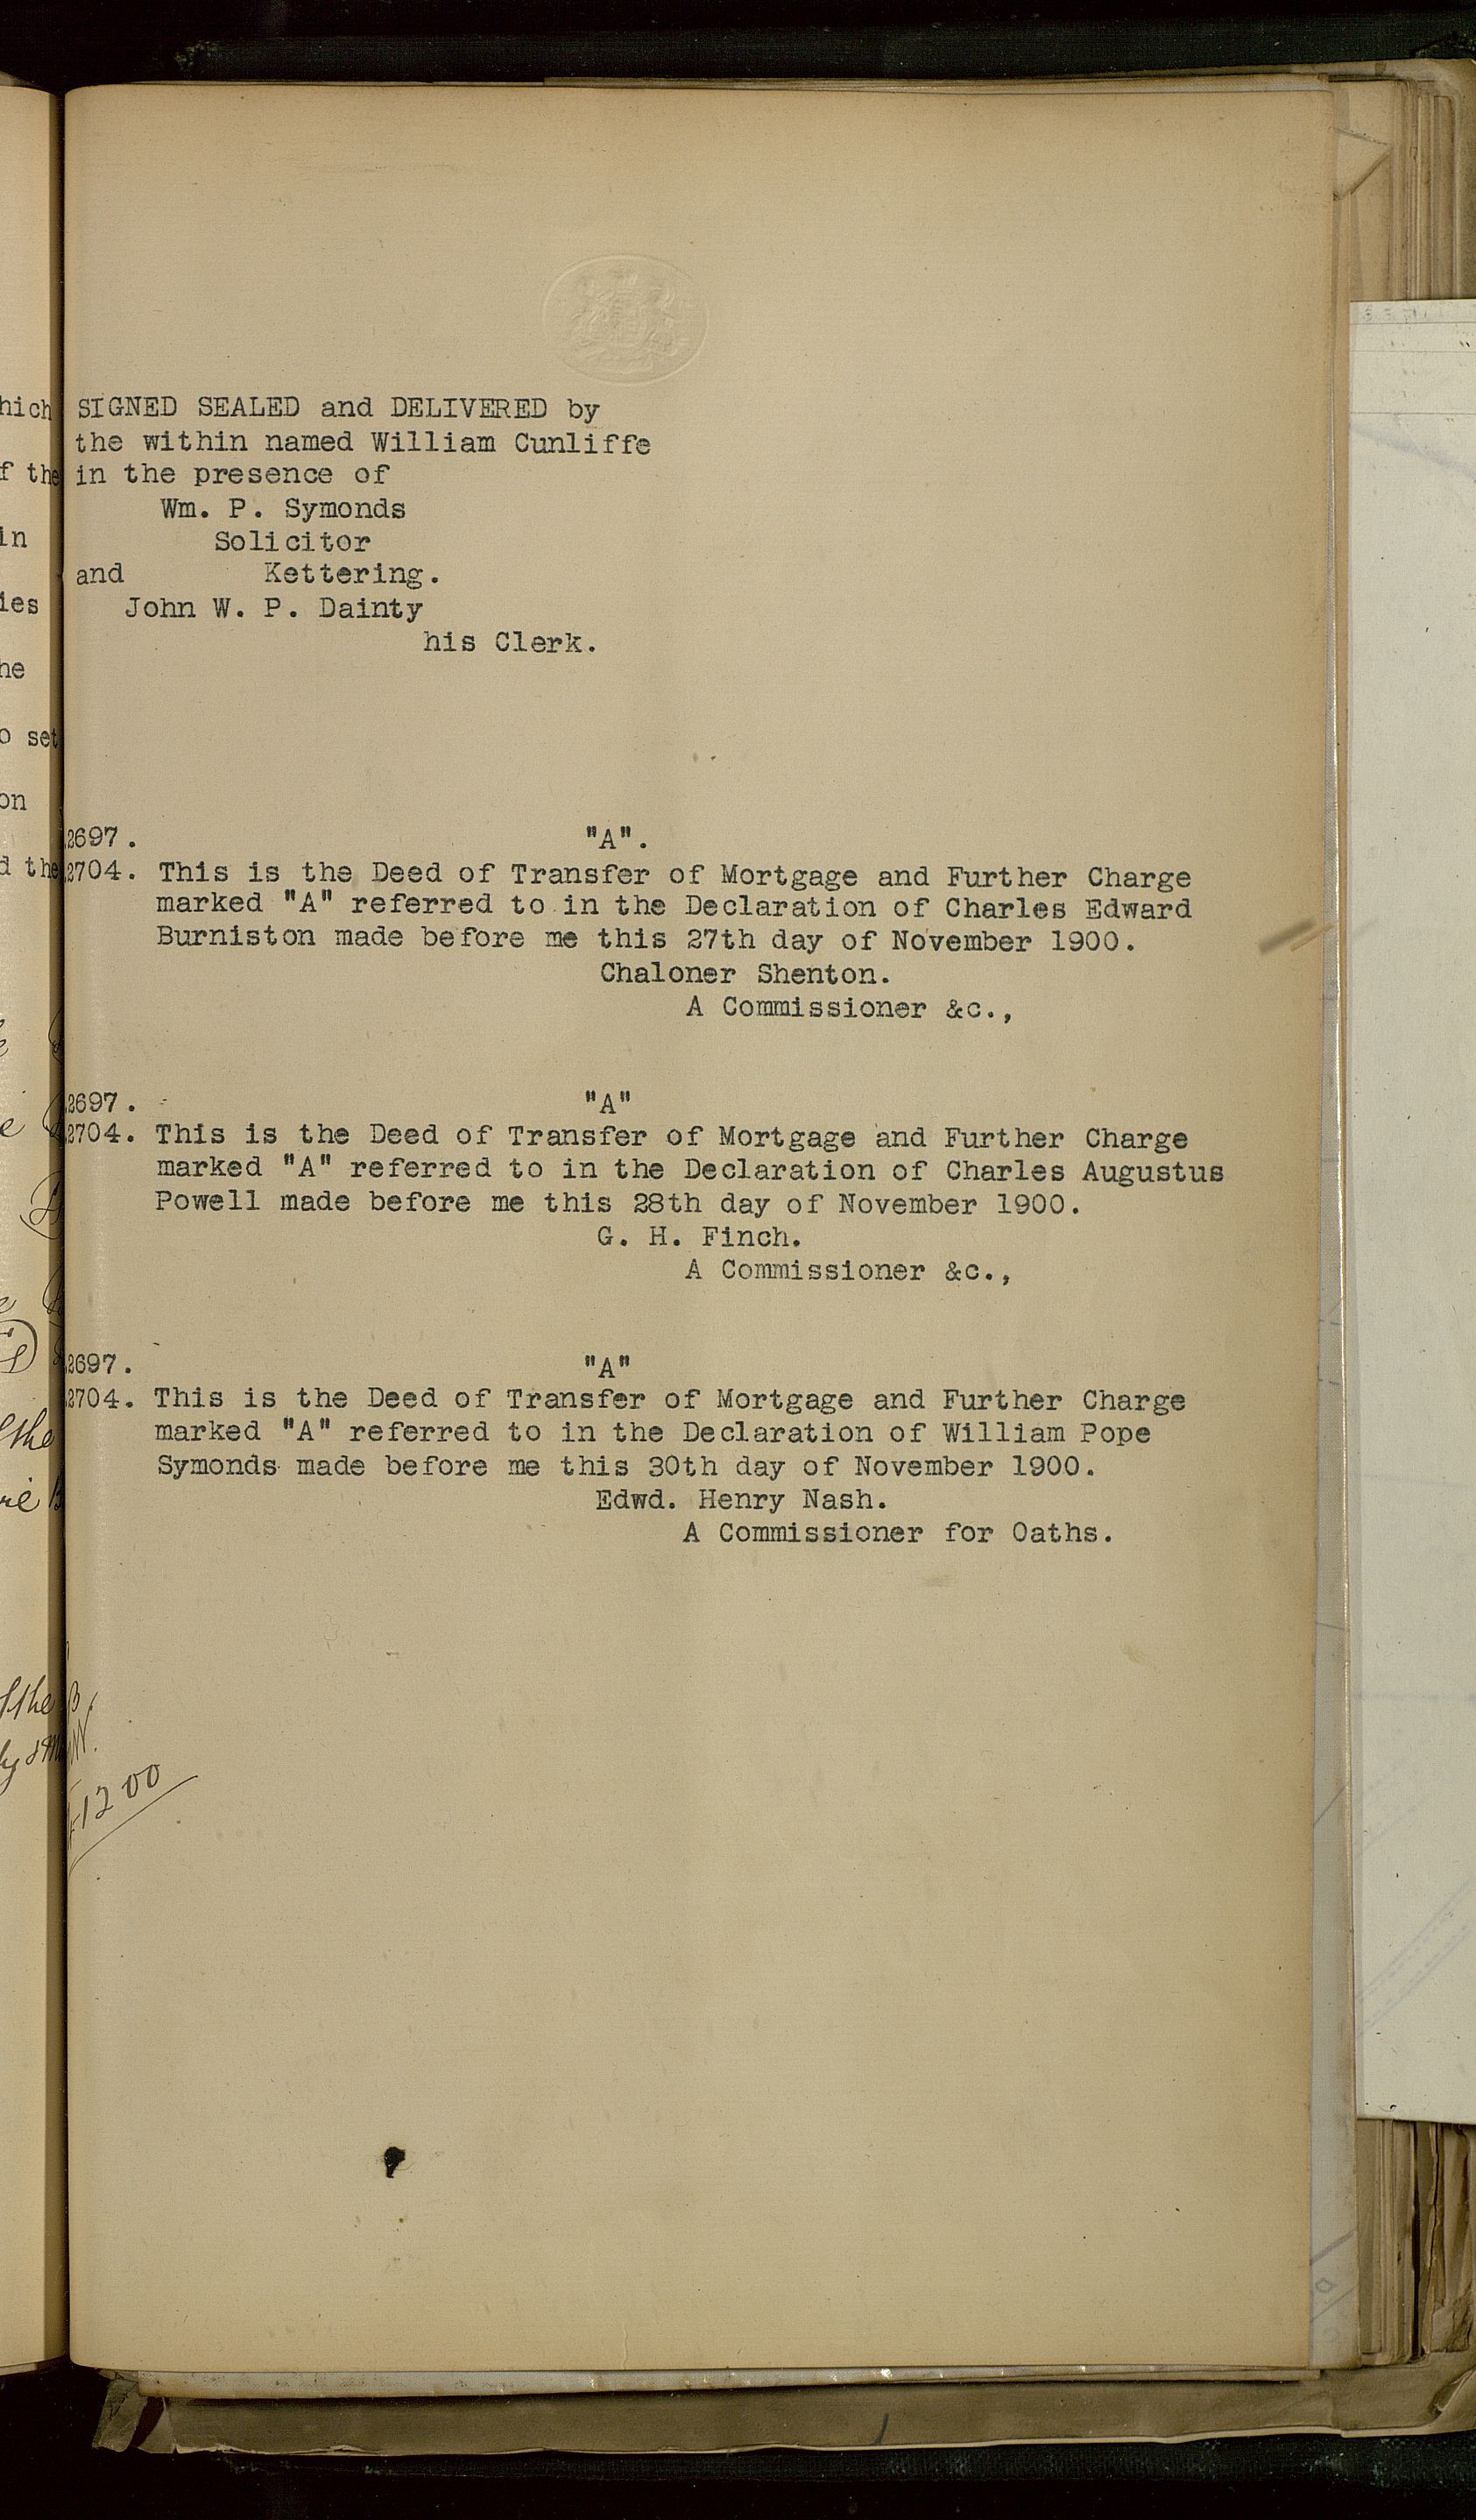 SIGNED SEALED and DELIVERED by
the within named William Cunliffe
in the presence of
Wm. P. Symonds
Solicitor
and Kettering.
John W. P. Dainty
his Clerk.
2697. "A".
2704. This is the Deed of Transfer of Mortgage and Further Charge
marked "A" referred to in the Declaration of Charles Edward
Burniston made before me this 27th day of November 1900.
Chaloner Shenton.
A Commissioner &c.,
2697. "A"
2704. This is the Deed of Transfer of Mortgage and Further Charge
marked "A" referred to in the Declaration of Charles Augustus
Powell made before me this 28th day of November 1900.
G. H. Finch.
A Commissioner &c.,
2697. "A"
2704. This is the Deed of Transfer of Mortgage and Further Charge
marked "A" referred to in the Declaration of William Pope
Symonds made before me this 30th day of November 1900.
Edwd. Henry Nash.
A Commissioner for Oaths.
1200